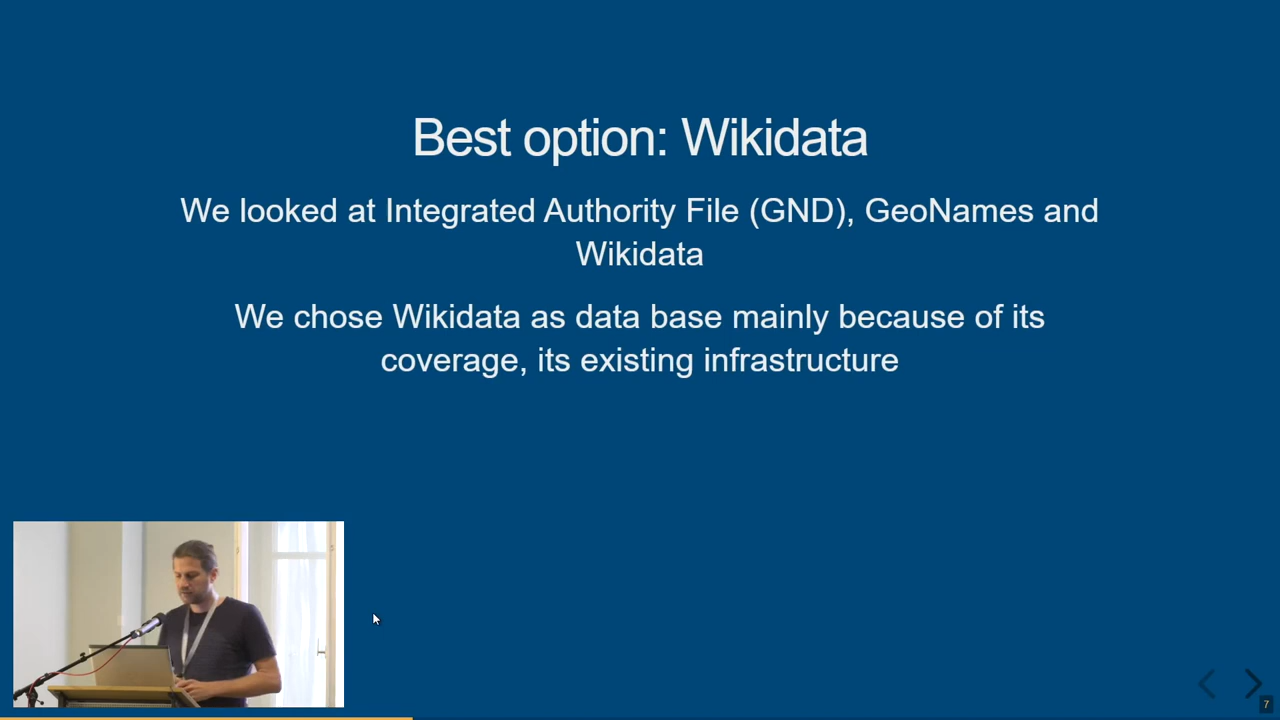 Best option: Wikidata
We looked at Integrated Authority File (GND), GeoNames and
Wikidata
We chose Wikidata as data base mainly because of its
coverage, its existing infrastructure
7